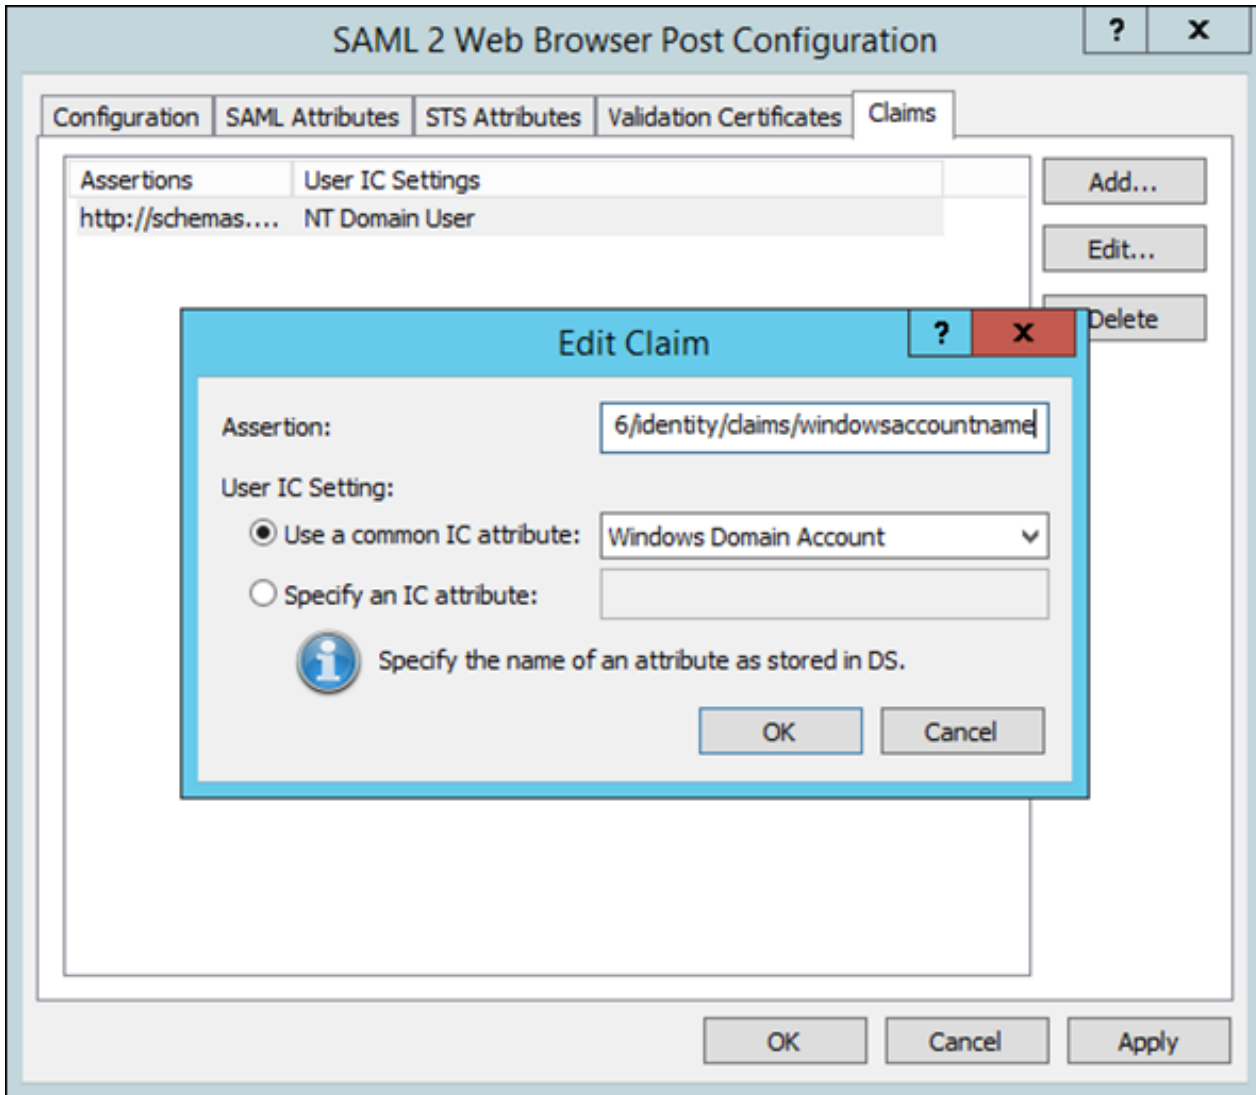 SAML 2 Web Browser Post Configuration ? x
Configuration SAML Attributes STS Attributes Validation Certificates Claims
Assertions User IC Settings Add...
http://schemas.... NT Domain User
Edit...
Delete
Edit Claim ? x
Assertion: 6/identity/claims/windowsaccountname
User IC Setting:
Use a common IC attribute: Windows Domain Account
Specify an IC attribute:
i Specify the name of an attribute as stored in DS.
OK Cancel
OK Cancel Apply